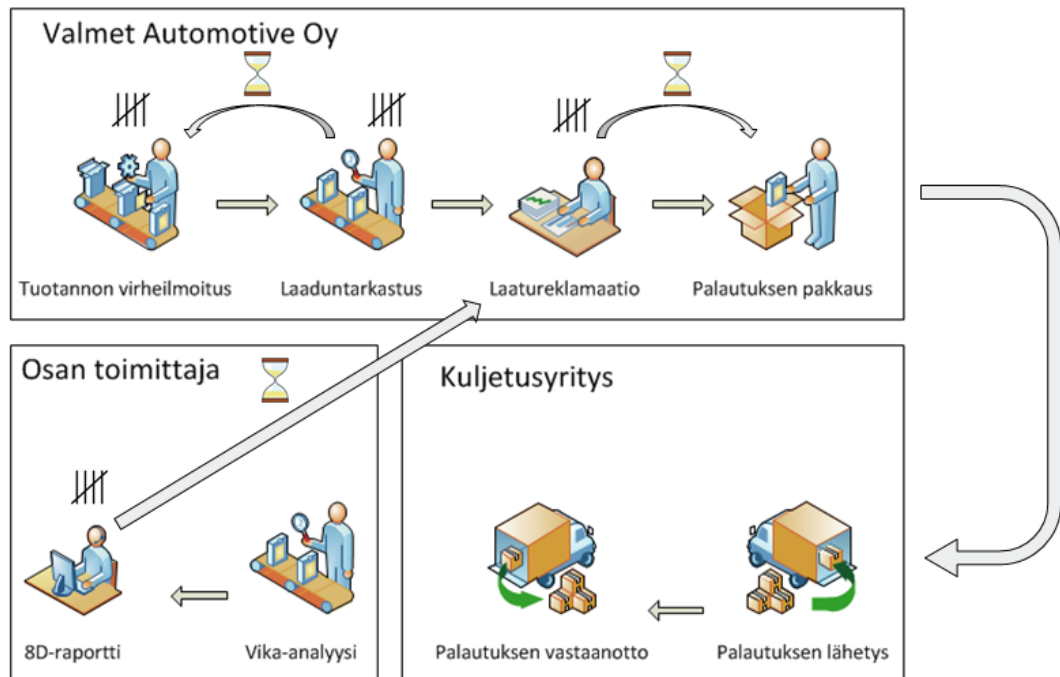 Valmet Automotive Oy
Tuotannon virheilmoitus
Laaduntarkastus
Laatureklamaatio
Palautuksen pakkaus
Osan toimittaja
8D-raportti
Vika-analyysi
Kuljetusyritys
Palautuksen vastaanotto
Palautuksen lähetys